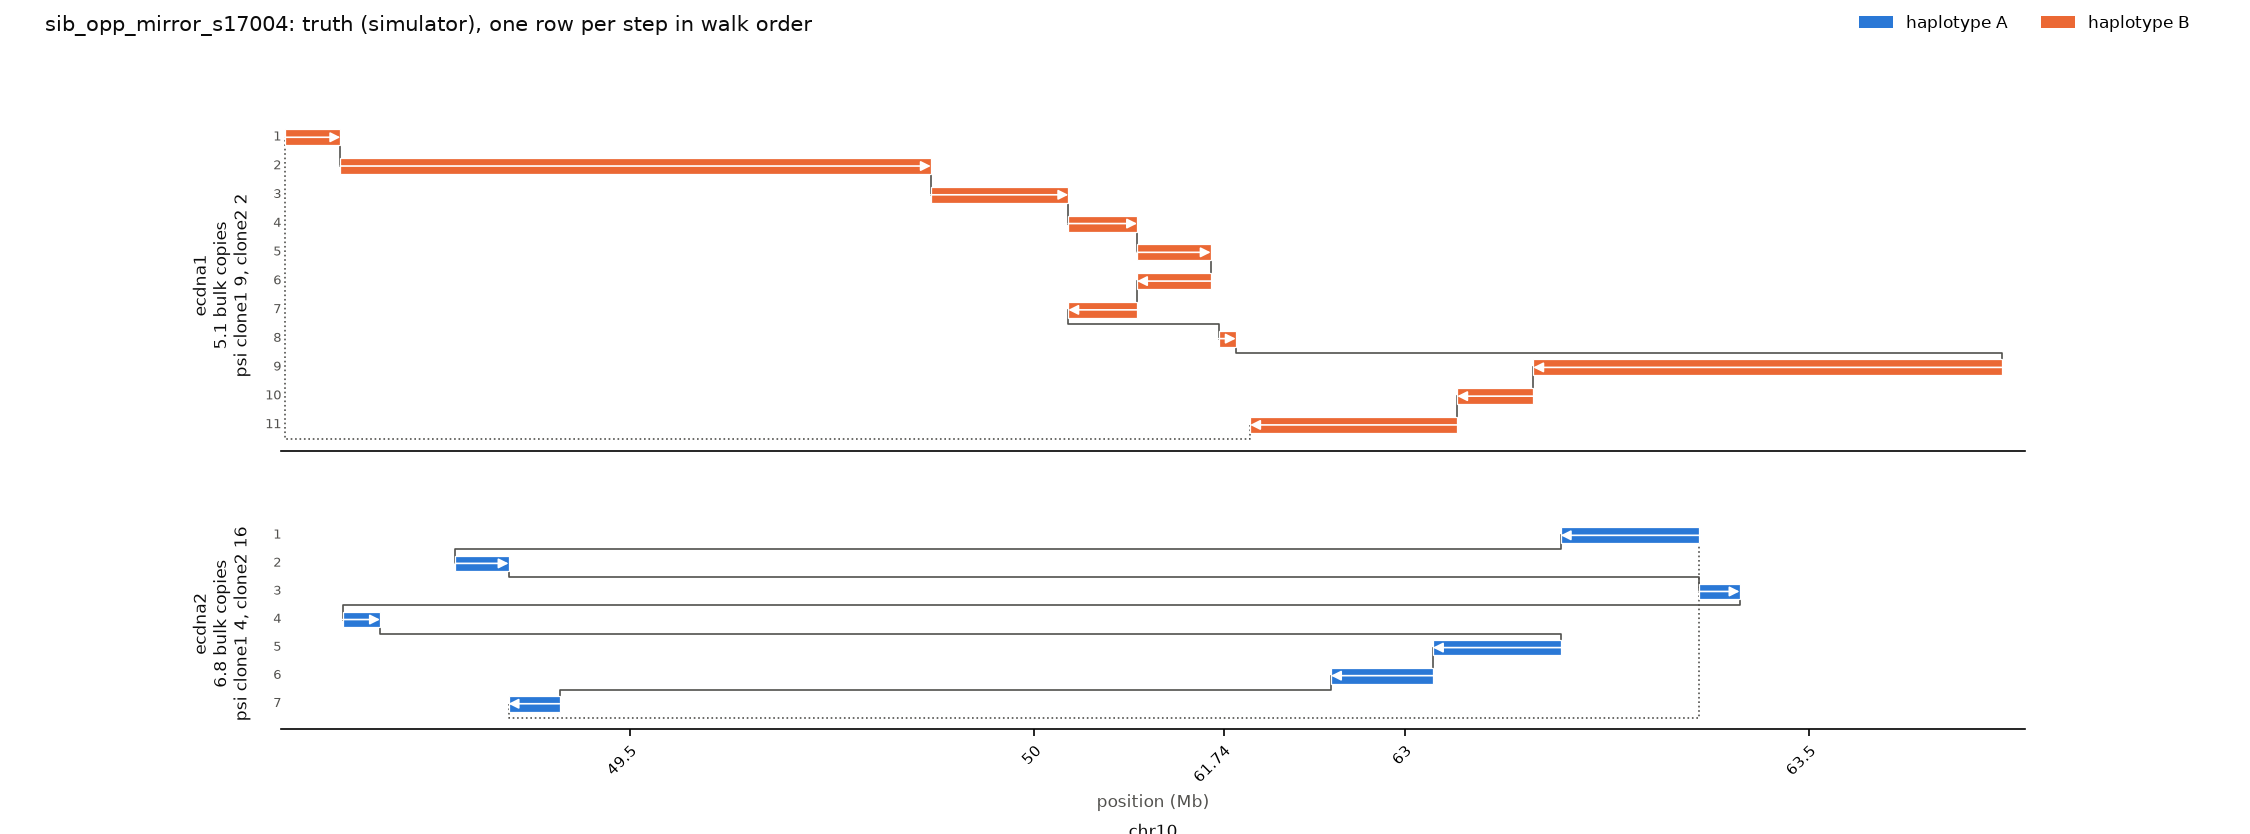 sib_opp_mirror_s17004: truth (simulator), one row per step in walk order
haplotype A
haplotype B
ecdna1
5.1 bulk copies
psi clone1 9, clone2 2
1
2
3
4
5
6
7
8
9
10
11
ecdna2
6.8 bulk copies
psi clone1 4, clone2 16
1
2
3
4
5
6
7
49.5
50
61.74
63
63.5
position (Mb)
chr10